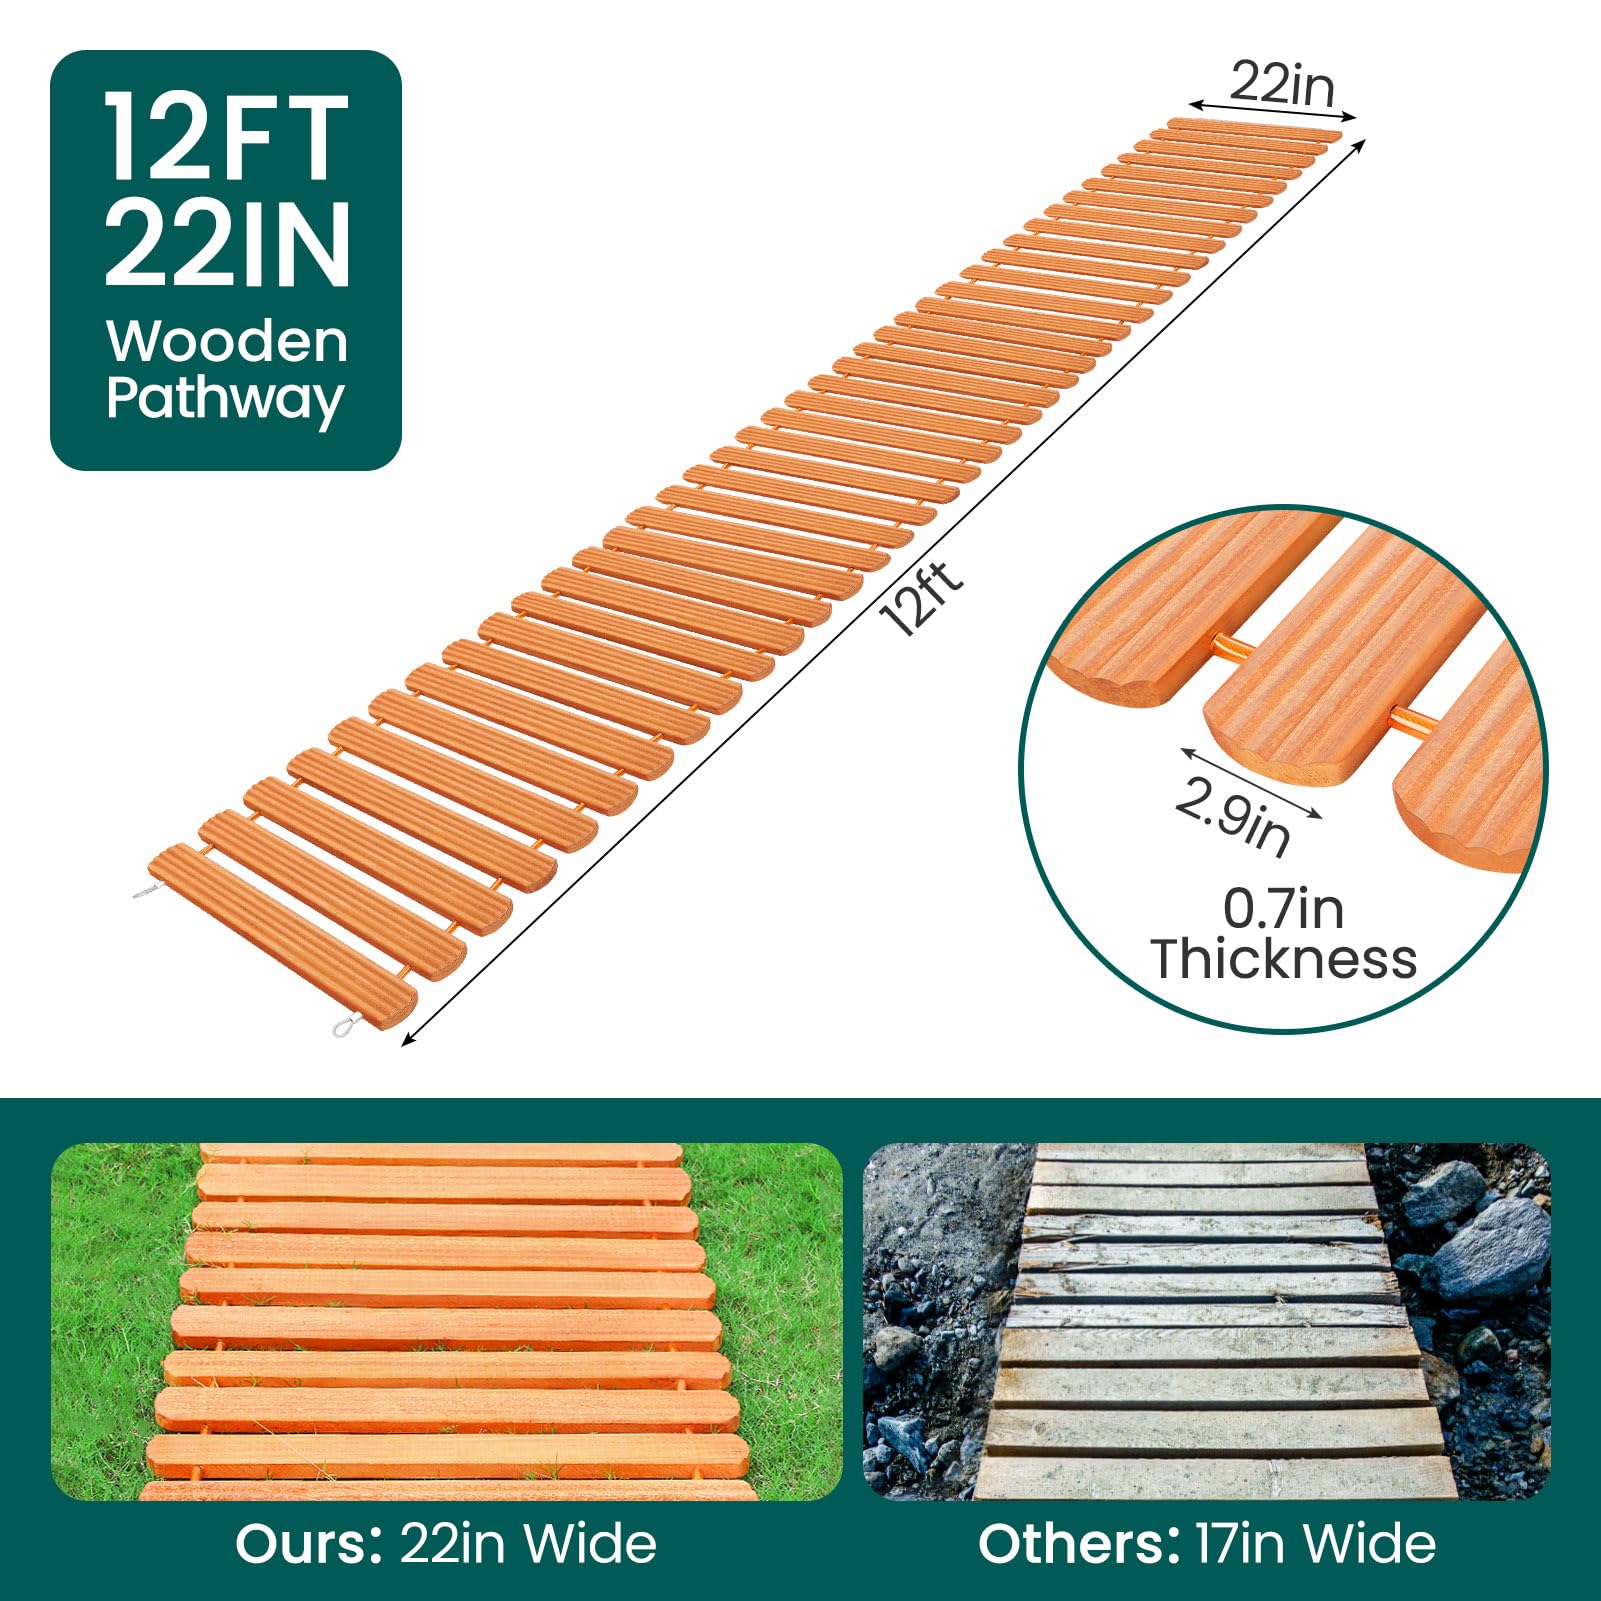 12FT
22IN
Wooden
Pathway
22in
12ft
2.9in
0.7in
Thickness
Ours: 22in Wide
Others: 17in Wide